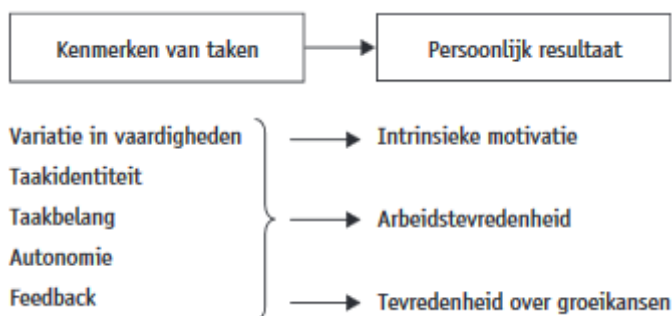 Kenmerken van taken
Persoonlijk resultaat
Variatie in vaardigheden
Taakidentiteit
Taakbelang
Autonomie
Feedback
Intrinsieke motivatie
Arbeidstevredenheid
Tevredenheid over groeikansen